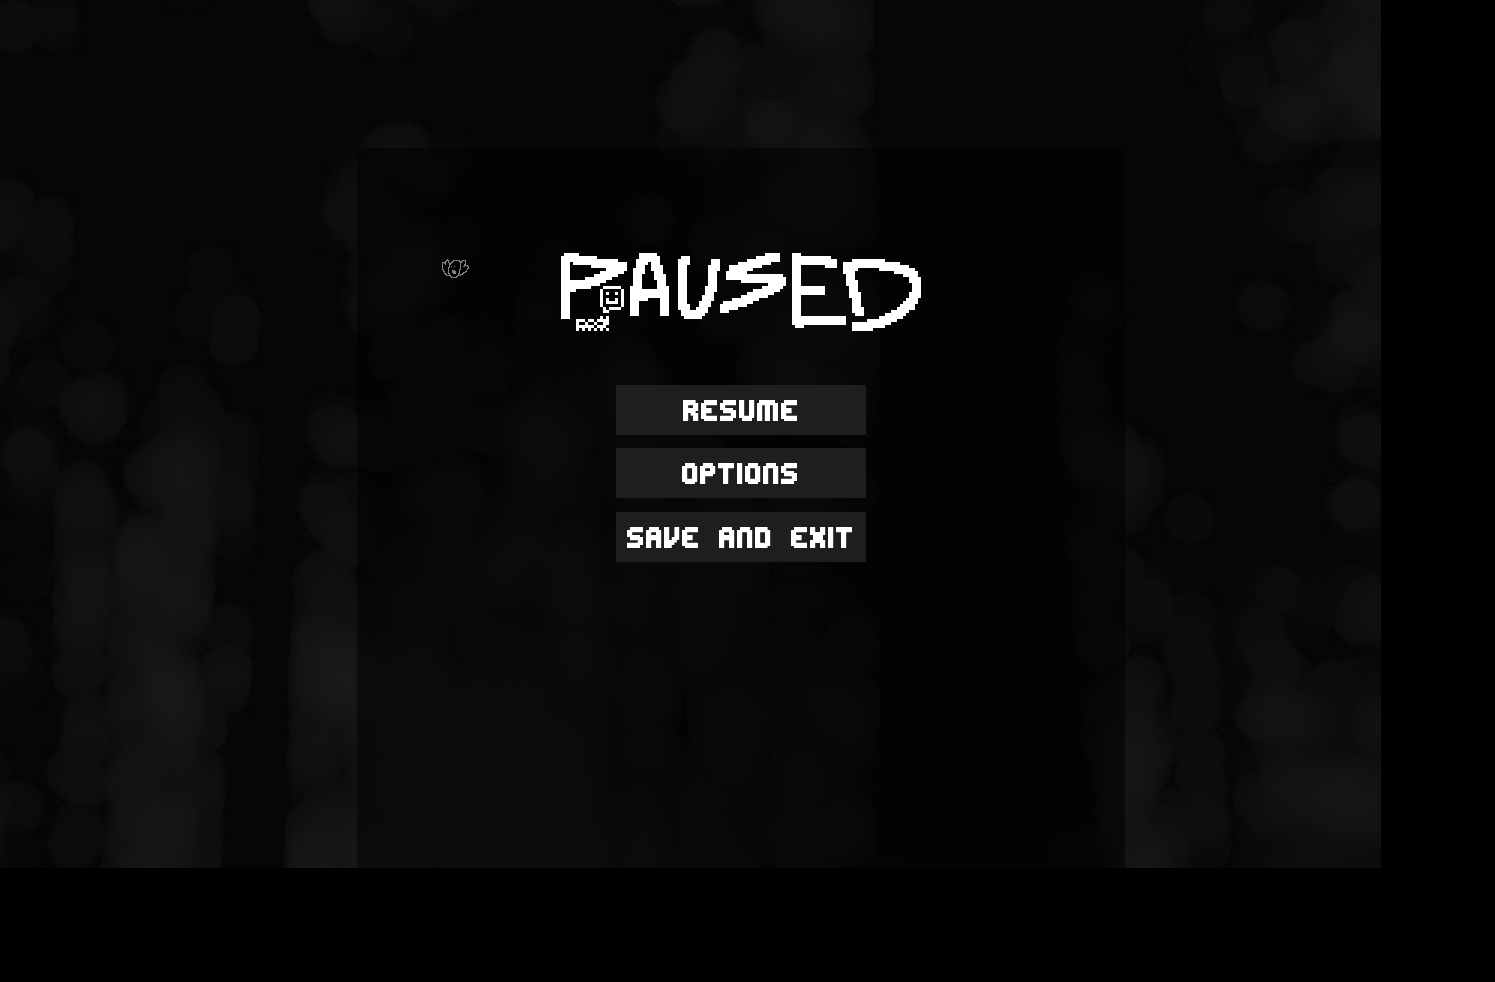 PAUSED
RESUME
OPTIONS
SAVE AND EXIT